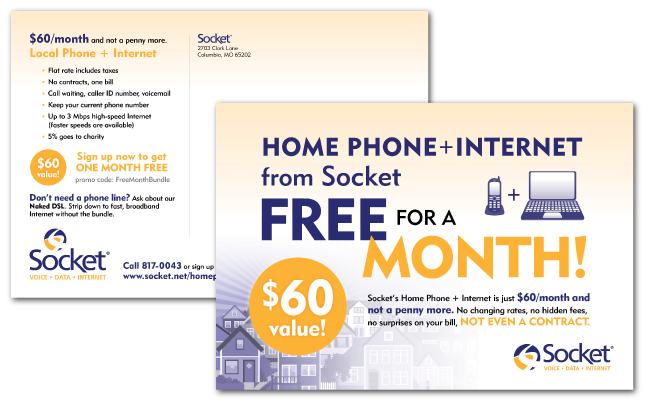 $60/month and not a penny more.
Local Phone + Internet
• Flat rate includes taxes
• No contracts, one bill
• Call waiting, caller ID number, voicemail
• Keep your current phone number
• Up to 3 Mbps high-speed Internet
(faster speeds are available)
• 5% goes to charity
$60
value!
Sign up now to get
ONE MONTH FREE
promo code: FreeMonthBundle
Don't need a phone line? Ask about our
Naked DSL. Strip down to fast, broadband
Internet without the bundle.
Socket
VOICE • DATA • INTERNET
Call 817-0043 or sign up
www.socket.net/homep
Socket
2703 Clark Lane
Columbia, MO 65202
HOME PHONE+INTERNET
from Socket
+
FREE FOR A
MONTH!
$60
value!
Socket's Home Phone + Internet is just $60/month and
not a penny more. No changing rates, no hidden fees,
no surprises on your bill, NOT EVEN A CONTRACT.
Socket
VOICE • DATA • INTERNET